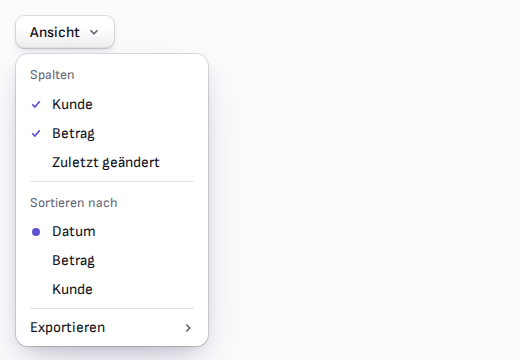 Ansicht
Spalten
Kunde
Betrag
Zuletzt geändert
Sortieren nach
Datum
Betrag
Kunde
Exportieren